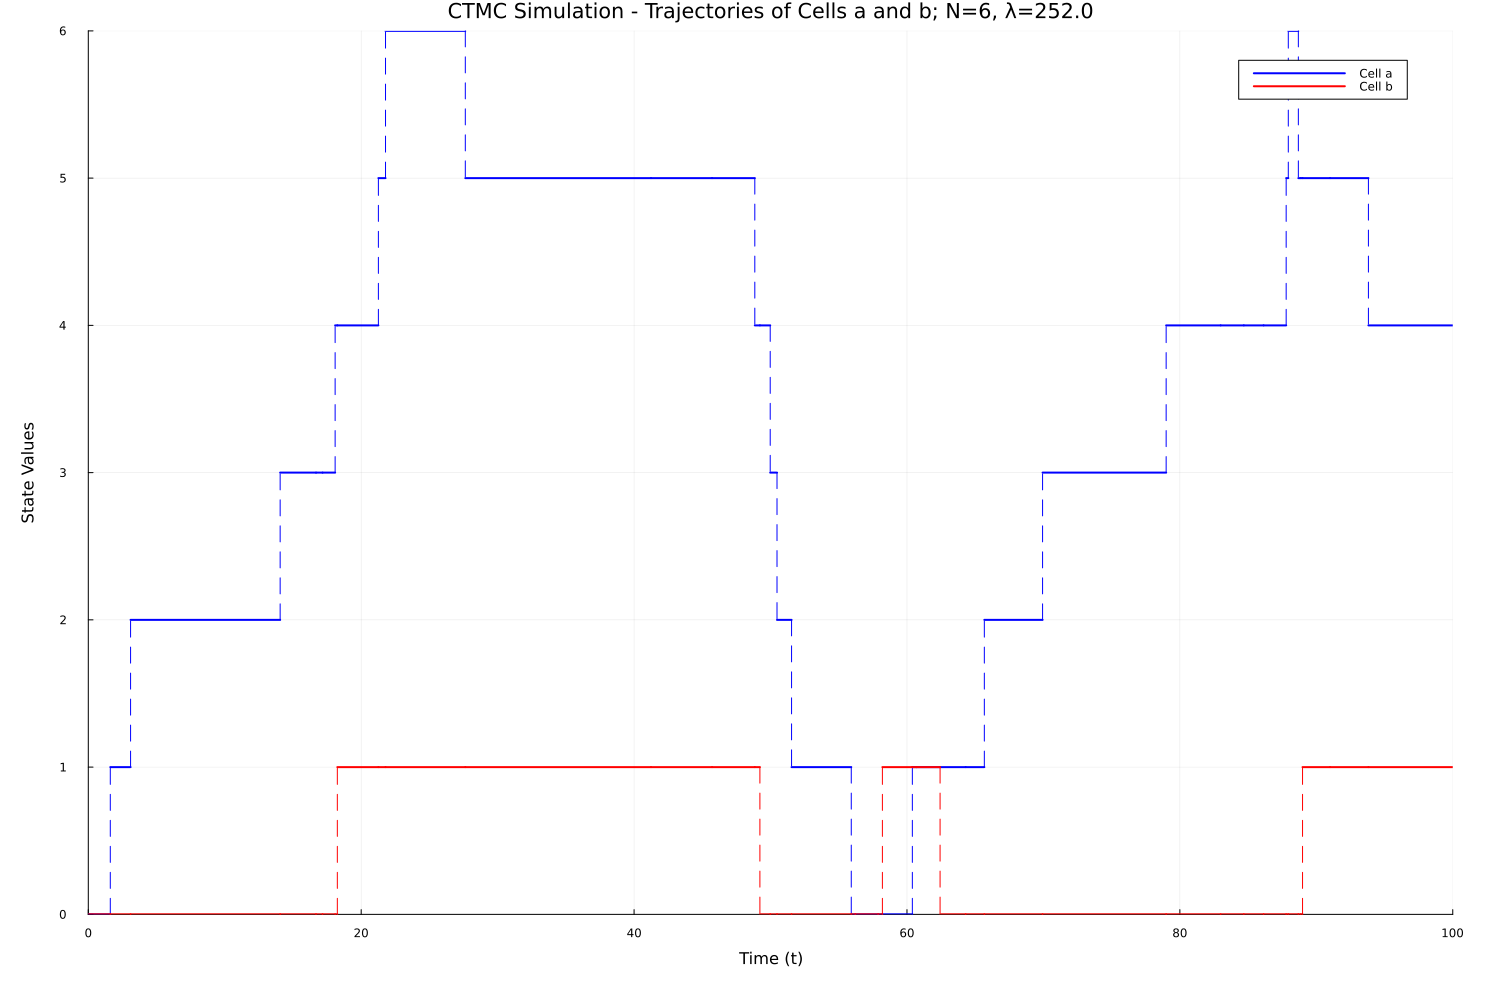 CTMC Simulation - Trajectories of Cells a and b; N=6, λ=252.0
Cell a
Cell b
6
5
4
3
2
1
0
State Values
0 20 40 60 80 100
Time (t)